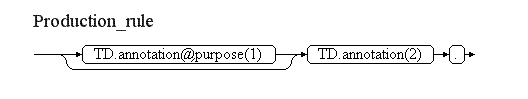 Production_rule
TD.annotation@purpose(1) TD.annotation(2) .